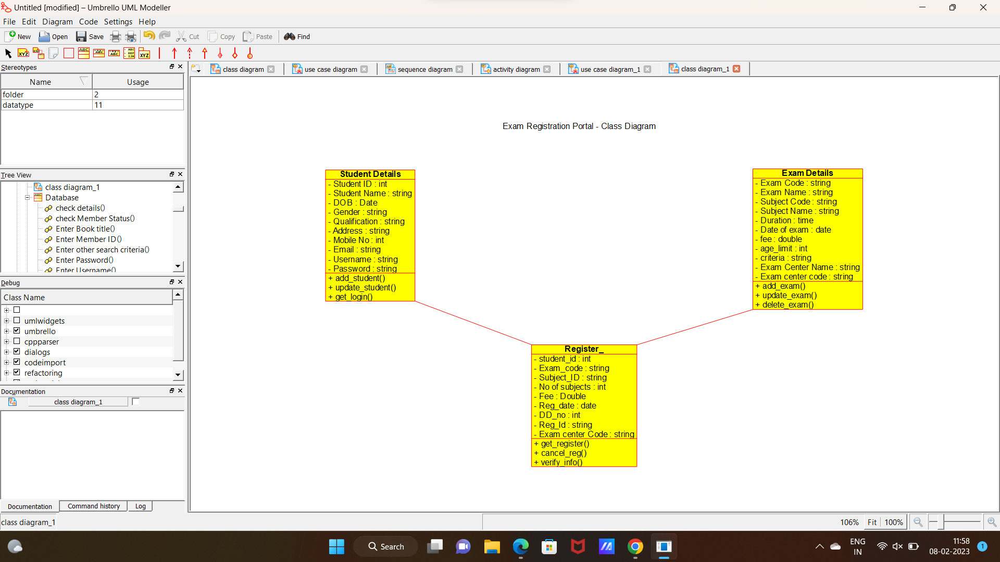 Untitled [modified] – Umbrello UML Modeller
File Edit Diagram Code Settings Help
New Open Save Cut Copy Paste Find
Stereotypes
Name Usage
folder 2
datatype 11
Tree View
class diagram_1
Database
check details()
check Member Status()
Enter Book title()
Enter Member ID()
Enter other search criteria()
Enter Password()
Enter Username()
Debug
Class Name
umlwidgets
umbrello
cppparser
dialogs
codeimport
refactoring
Documentation
class diagram_1
Documentation Command history Log
class diagram use case diagram sequence diagram activity diagram use case diagram_1 class diagram_1
Exam Registration Portal - Class Diagram
Student Details
- Student ID : int
- Student Name : string
- DOB : Date
- Gender : string
- Qualification : string
- Address : string
- Mobile No : int
- Email : string
- Username : string
- Password : string
+ add_student()
+ update_student()
+ get_login()
Exam Details
- Exam Code : string
- Exam Name : string
- Subject Code : string
- Subject Name : string
- Duration : time
- Date of exam : date
- fee : double
- age_limit : int
- criteria : string
- Exam Center Name : string
- Exam center code : string
+ add_exam()
+ update_exam()
+ delete_exam()
Register_
- student_id : int
- Exam_code : string
- Subject_ID : string
- No of subjects : int
- Fee : Double
- Reg_date : date
- DD_no : int
- Reg_Id : string
- Exam center Code : string
+ get_register()
+ cancel_reg()
+ verify_info()
class diagram_1
106% Fit 100%
Search
ENG
IN
11:58
08-02-2023
1